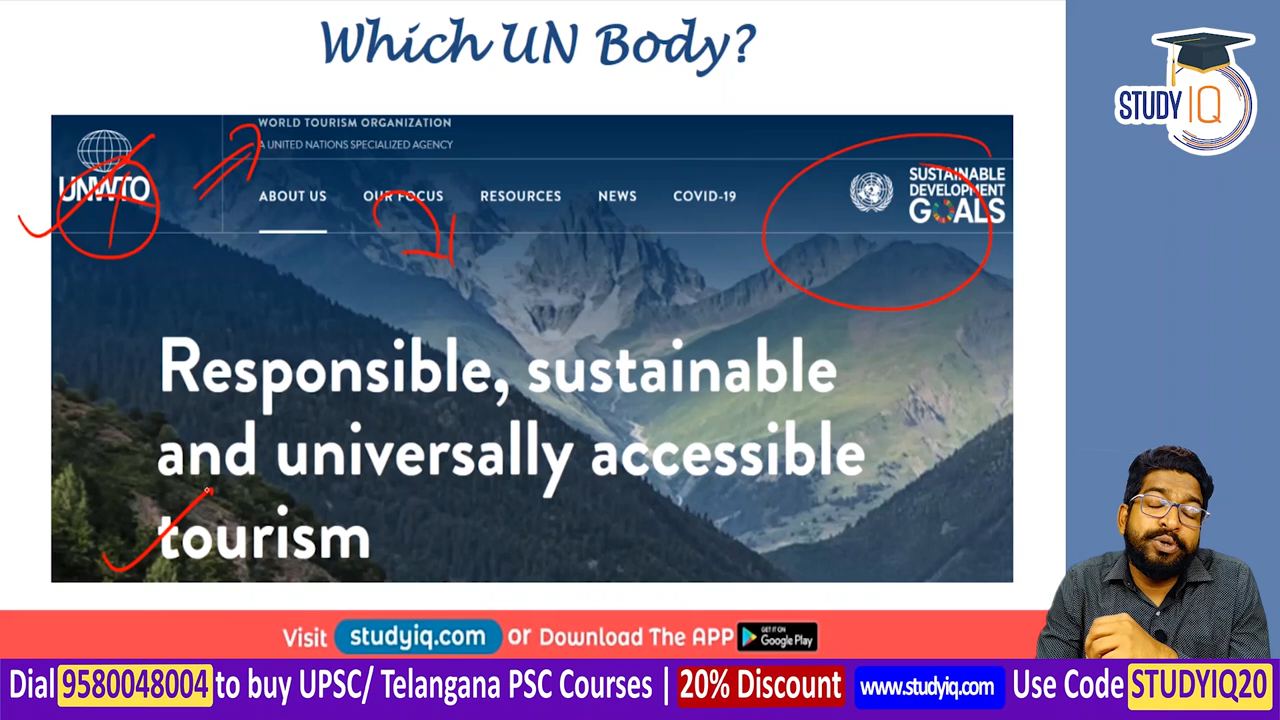 Which UN Body?
STUDY IQ
WORLD TOURISM ORGANIZATION
A UNITED NATIONS SPECIALIZED AGENCY
UNWTO
ABOUT US OUR FOCUS RESOURCES NEWS COVID-19
SUSTAINABLE
DEVELOPMENT
GOALS
Responsible, sustainable
and universally accessible
tourism
Visit studyiq.com or Download The APP GET IT ON Google Play
Dial 9580048004 to buy UPSC/ Telangana PSC Courses | 20% Discount www.studyiq.com Use Code STUDYIQ20